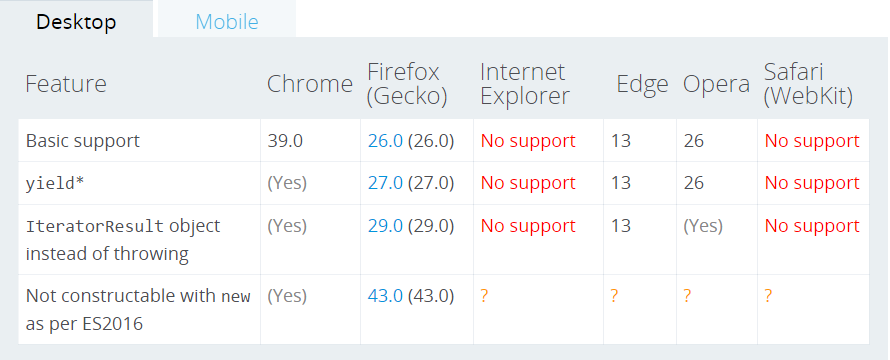 Desktop Mobile
Feature Chrome Firefox (Gecko) Internet Explorer Edge Opera Safari (WebKit)
Basic support 39.0 26.0 (26.0) No support 13 26 No support
yield* (Yes) 27.0 (27.0) No support 13 26 No support
IteratorResult object instead of throwing (Yes) 29.0 (29.0) No support 13 (Yes) No support
Not constructable with new as per ES2016 (Yes) 43.0 (43.0) ? ? ? ?